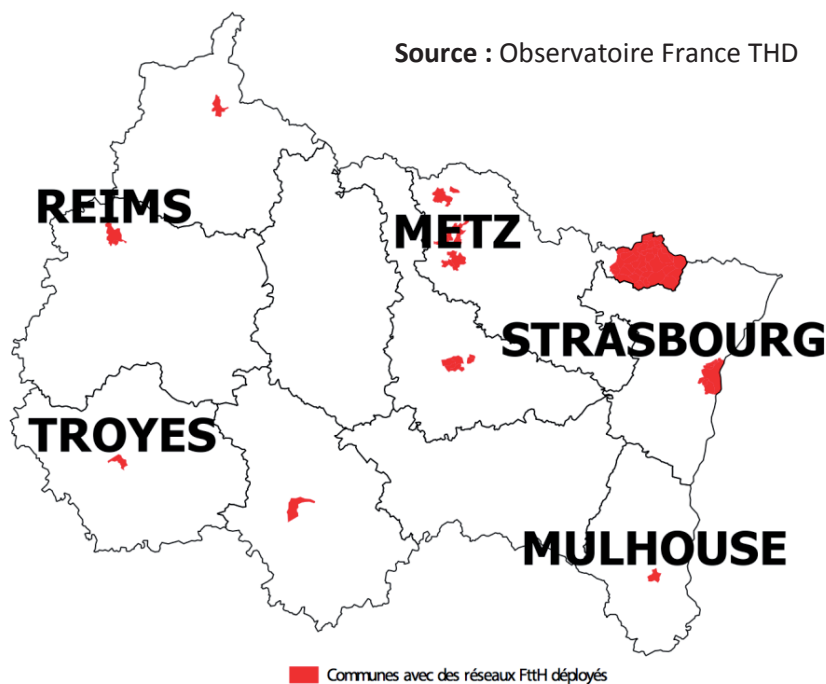 Source : Observatoire France THD
REIMS
METZ
STRASBOURG
TROYES
MULHOUSE
Communes avec des réseaux FttH déployés